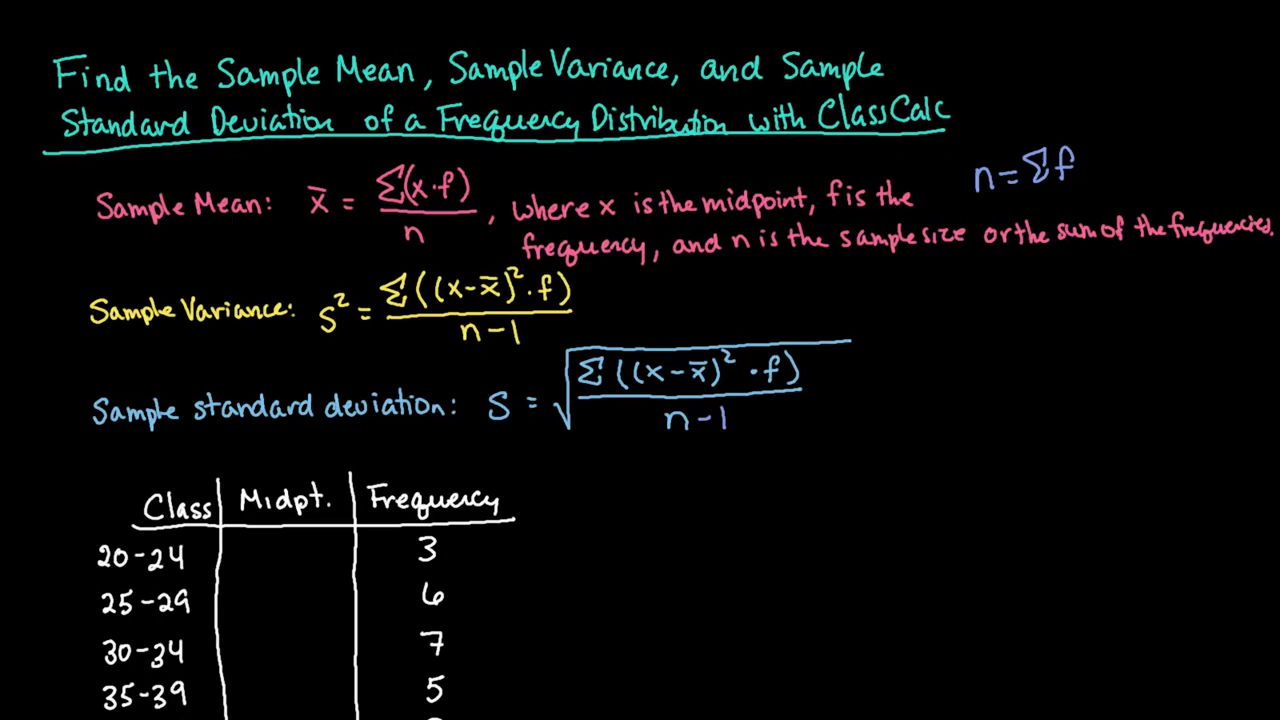 Find the Sample Mean, Sample Variance, and Sample
Standard Deviation of a Frequency Distribution with ClassCalc
n = Σf
Sample Mean: x̄ = Σ(x·f) / n , where x is the midpoint, f is the
frequency, and n is the sample size or the sum of the frequencies.
Sample Variance: s² = Σ((x-x̄)²·f) / n-1
Sample standard deviation: s = √(Σ((x-x̄)²·f) / n-1)
Class Midpt. Frequency
20-24 3
25-29 6
30-34 7
35-39 5